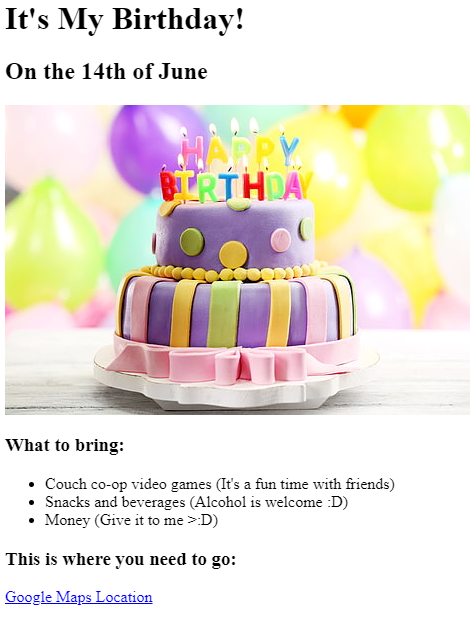 It's My Birthday!
On the 14th of June
HAPPY
BIRTHDAY
What to bring:
Couch co-op video games (It's a fun time with friends)
Snacks and beverages (Alcohol is welcome :D)
Money (Give it to me >:D)
This is where you need to go:
Google Maps Location